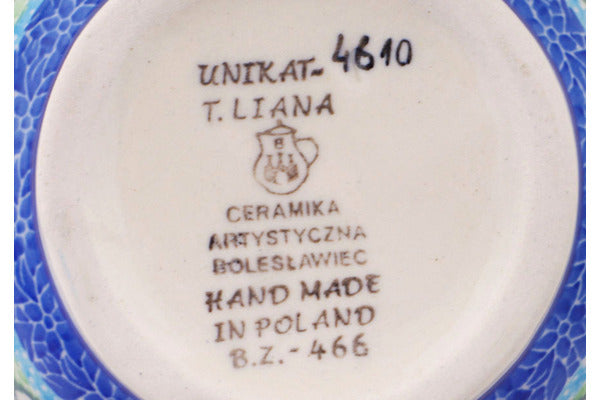 UNIKAT-4610
T. LIANA
B
CERAMIKA
ARTYSTYCZNA
BOLESŁAWIEC
HAND MADE
IN POLAND
B.Z.-466